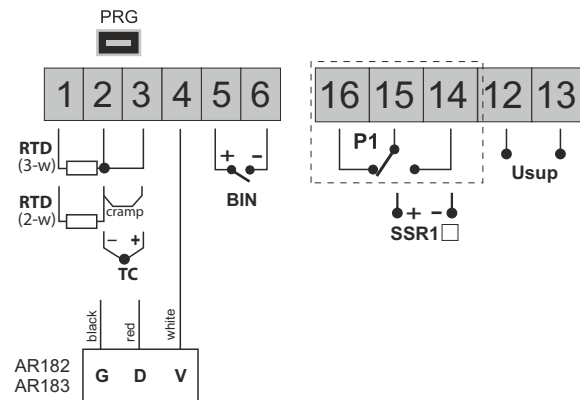 PRG
1 2 3 4 5 6
16 15 14 12 13
RTD
(3-w)
RTD
(2-w)
cramp
– +
TC
+ –
BIN
P1
+ –
SSR1
Usup
black
red
white
AR182
AR183
G D V